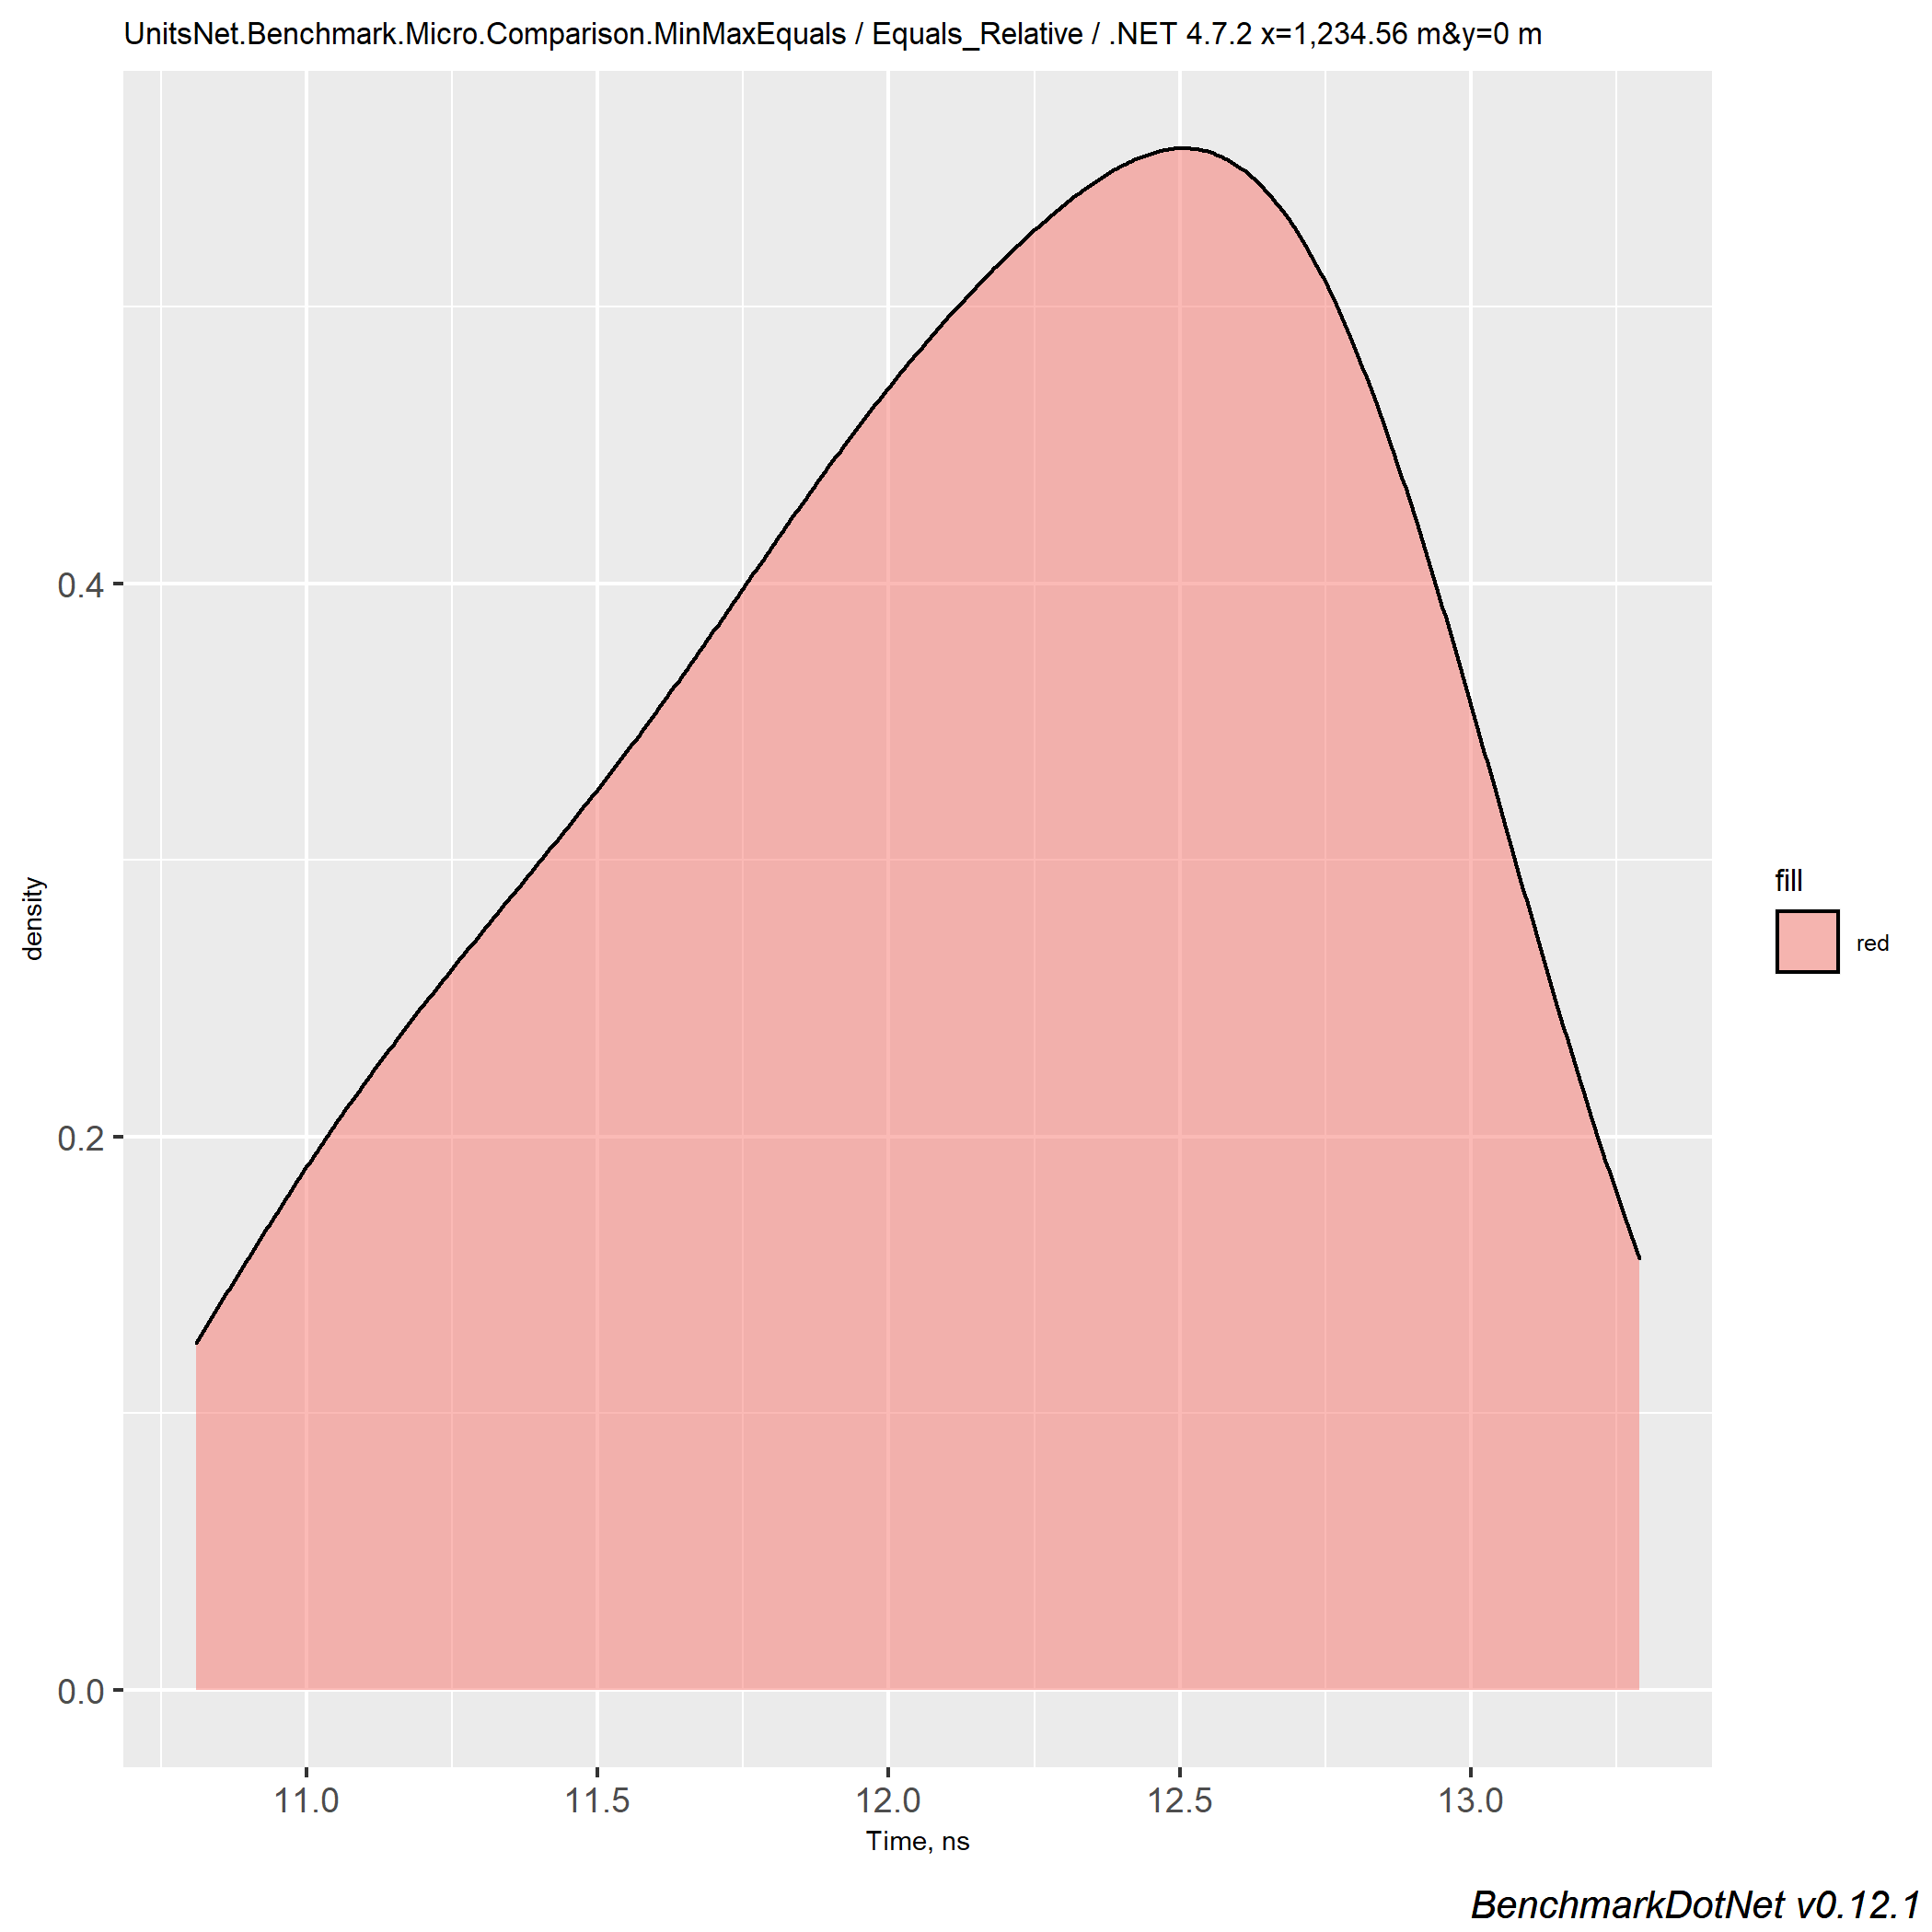 UnitsNet.Benchmark.Micro.Comparison.MinMaxEquals / Equals_Relative / .NET 4.7.2 x=1,234.56 m&y=0 m
density
0.4
0.2
0.0
11.0 11.5 12.0 12.5 13.0
Time, ns
fill
red
BenchmarkDotNet v0.12.1